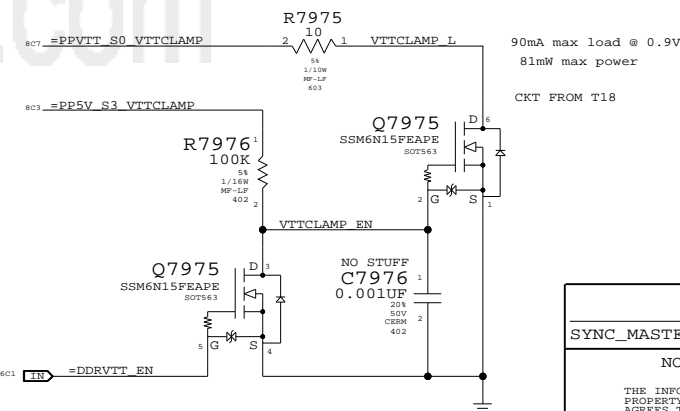 .com
R7975
10
8C7 =PPVTT_S0_VTTCLAMP 2 1 VTTCLAMP_L
5%
1/10W
MF-LF
603
90mA max load @ 0.9V
81mW max power
CKT FROM T18
8C3 =PP5V_S3_VTTCLAMP
R7976 1
100K
5%
1/16W
MF-LF
402
2
Q7975
SSM6N15FEAPE
SOT563
D 6
2 G S 1
VTTCLAMP_EN
Q7975
SSM6N15FEAPE
SOT563
D 3
5 G S 4
NO STUFF
C7976 1
0.001UF
20%
50V
CERM
402
2
6C1 IN =DDRVTT_EN
SYNC_MASTE
NO
THE INFO
PROPERTY
AGREES T